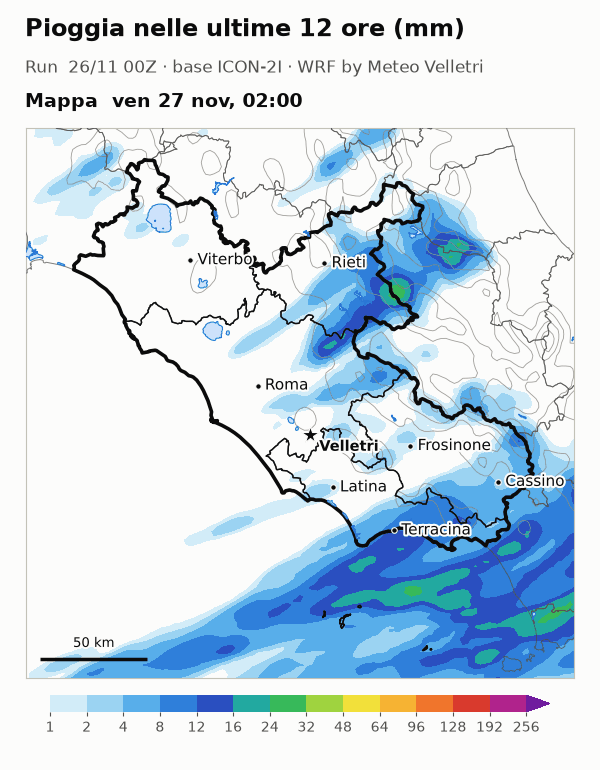 Pioggia nelle ultime 12 ore (mm)
Run  26/11 00Z · base ICON-2I · WRF by Meteo Velletri
Mappa  ven 27 nov, 02:00
Viterbo
Rieti
Roma
Velletri
Frosinone
Cassino
Latina
Terracina
50 km
1 2 4 8 12 16 24 32 48 64 96 128 192 256